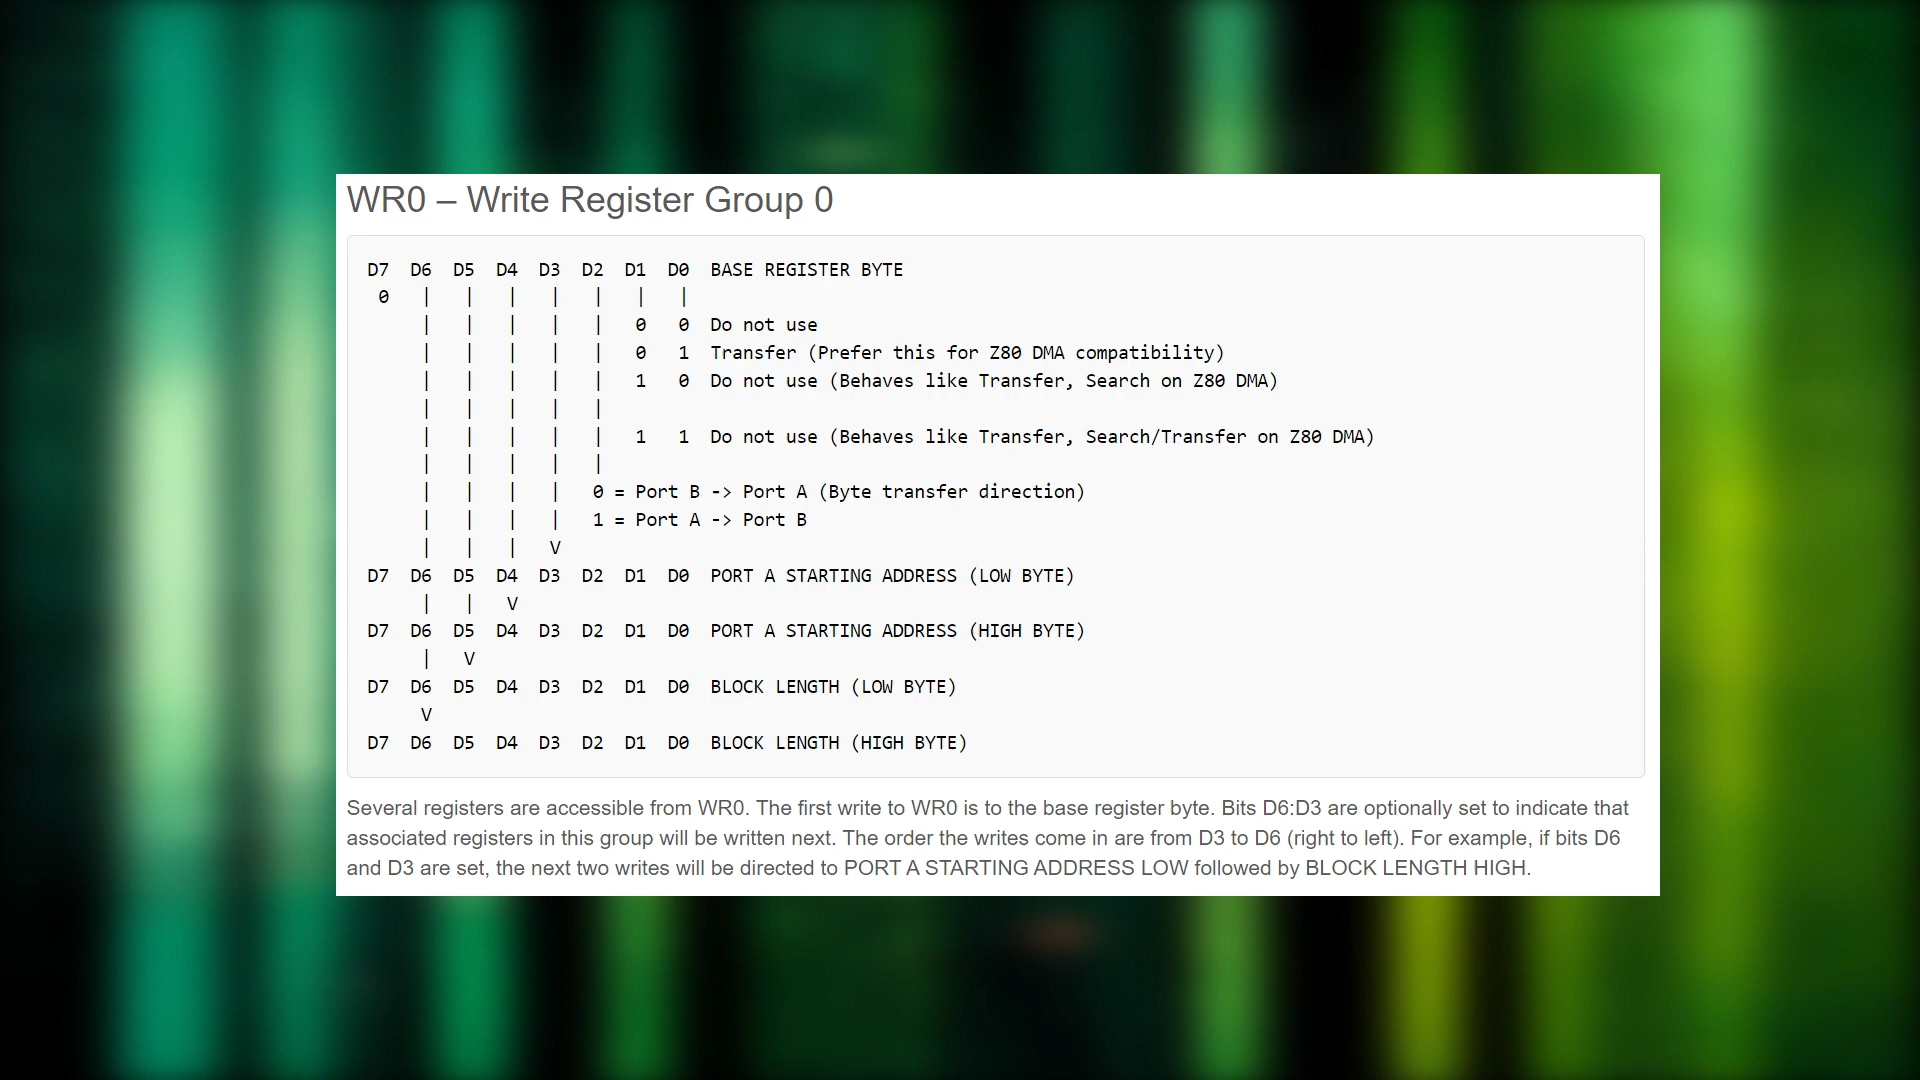 WR0 – Write Register Group 0
D7  D6  D5  D4  D3  D2  D1  D0  BASE REGISTER BYTE
 0   |   |   |   |   |   |   |
     |   |   |   |   |   0   0  Do not use
     |   |   |   |   |   0   1  Transfer (Prefer this for Z80 DMA compatibility)
     |   |   |   |   |   1   0  Do not use (Behaves like Transfer, Search on Z80 DMA)
     |   |   |   |   |
     |   |   |   |   |   1   1  Do not use (Behaves like Transfer, Search/Transfer on Z80 DMA)
     |   |   |   |   |
     |   |   |   |   0 = Port B -> Port A (Byte transfer direction)
     |   |   |   |   1 = Port A -> Port B
     |   |   |   V
D7  D6  D5  D4  D3  D2  D1  D0  PORT A STARTING ADDRESS (LOW BYTE)
     |   |   V
D7  D6  D5  D4  D3  D2  D1  D0  PORT A STARTING ADDRESS (HIGH BYTE)
     |   V
D7  D6  D5  D4  D3  D2  D1  D0  BLOCK LENGTH (LOW BYTE)
     V
D7  D6  D5  D4  D3  D2  D1  D0  BLOCK LENGTH (HIGH BYTE)
Several registers are accessible from WR0. The first write to WR0 is to the base register byte. Bits D6:D3 are optionally set to indicate that
associated registers in this group will be written next. The order the writes come in are from D3 to D6 (right to left). For example, if bits D6
and D3 are set, the next two writes will be directed to PORT A STARTING ADDRESS LOW followed by BLOCK LENGTH HIGH.